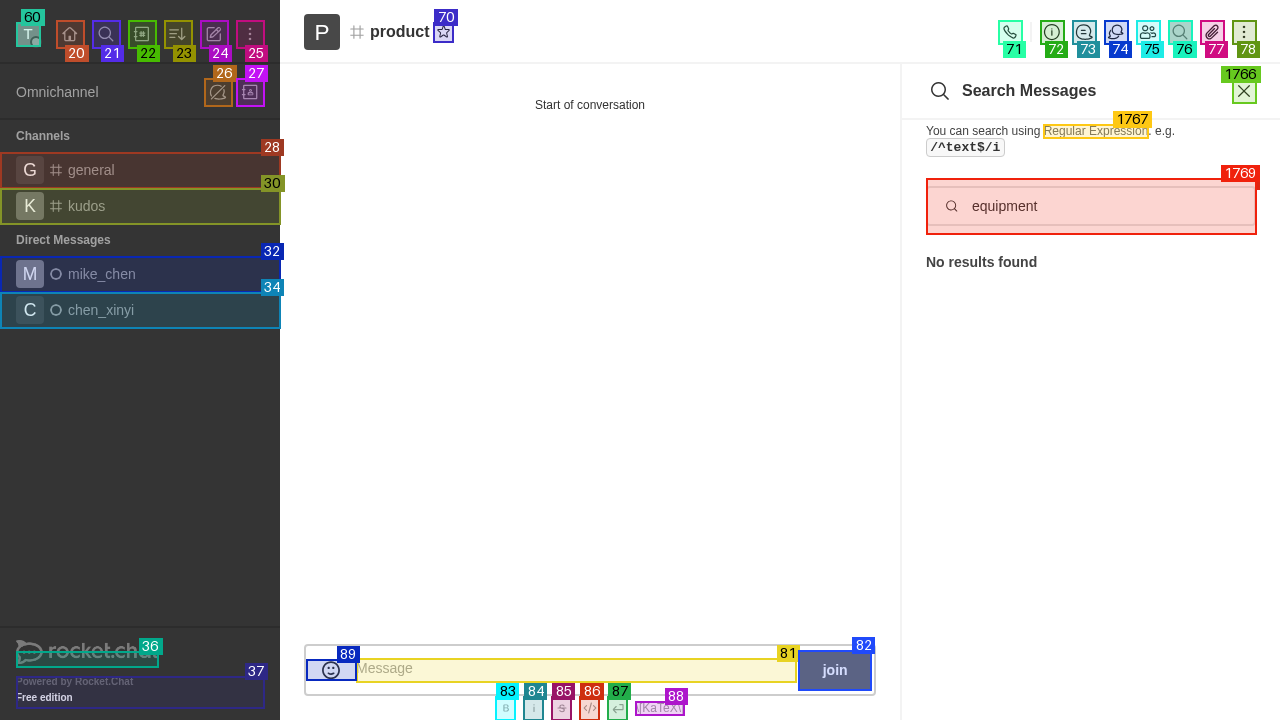 60
T
20
21
22
23
24
25
P
product
70
71
72
73
74
75
76
77
78
Omnichannel
26
27
Channels
28
G general
30
K kudos
Direct Messages
32
M mike_chen
34
C chen_xinyi
rocket.chat
36
37
Powered by Rocket.Chat
Free edition
Start of conversation
89
Message
81
82
join
83
84
85
86
87
88
B
i
S
</>
[KaTeX]
1766
Search Messages
1767
You can search using Regular Expression. e.g.
/^text$/i
1769
equipment
No results found